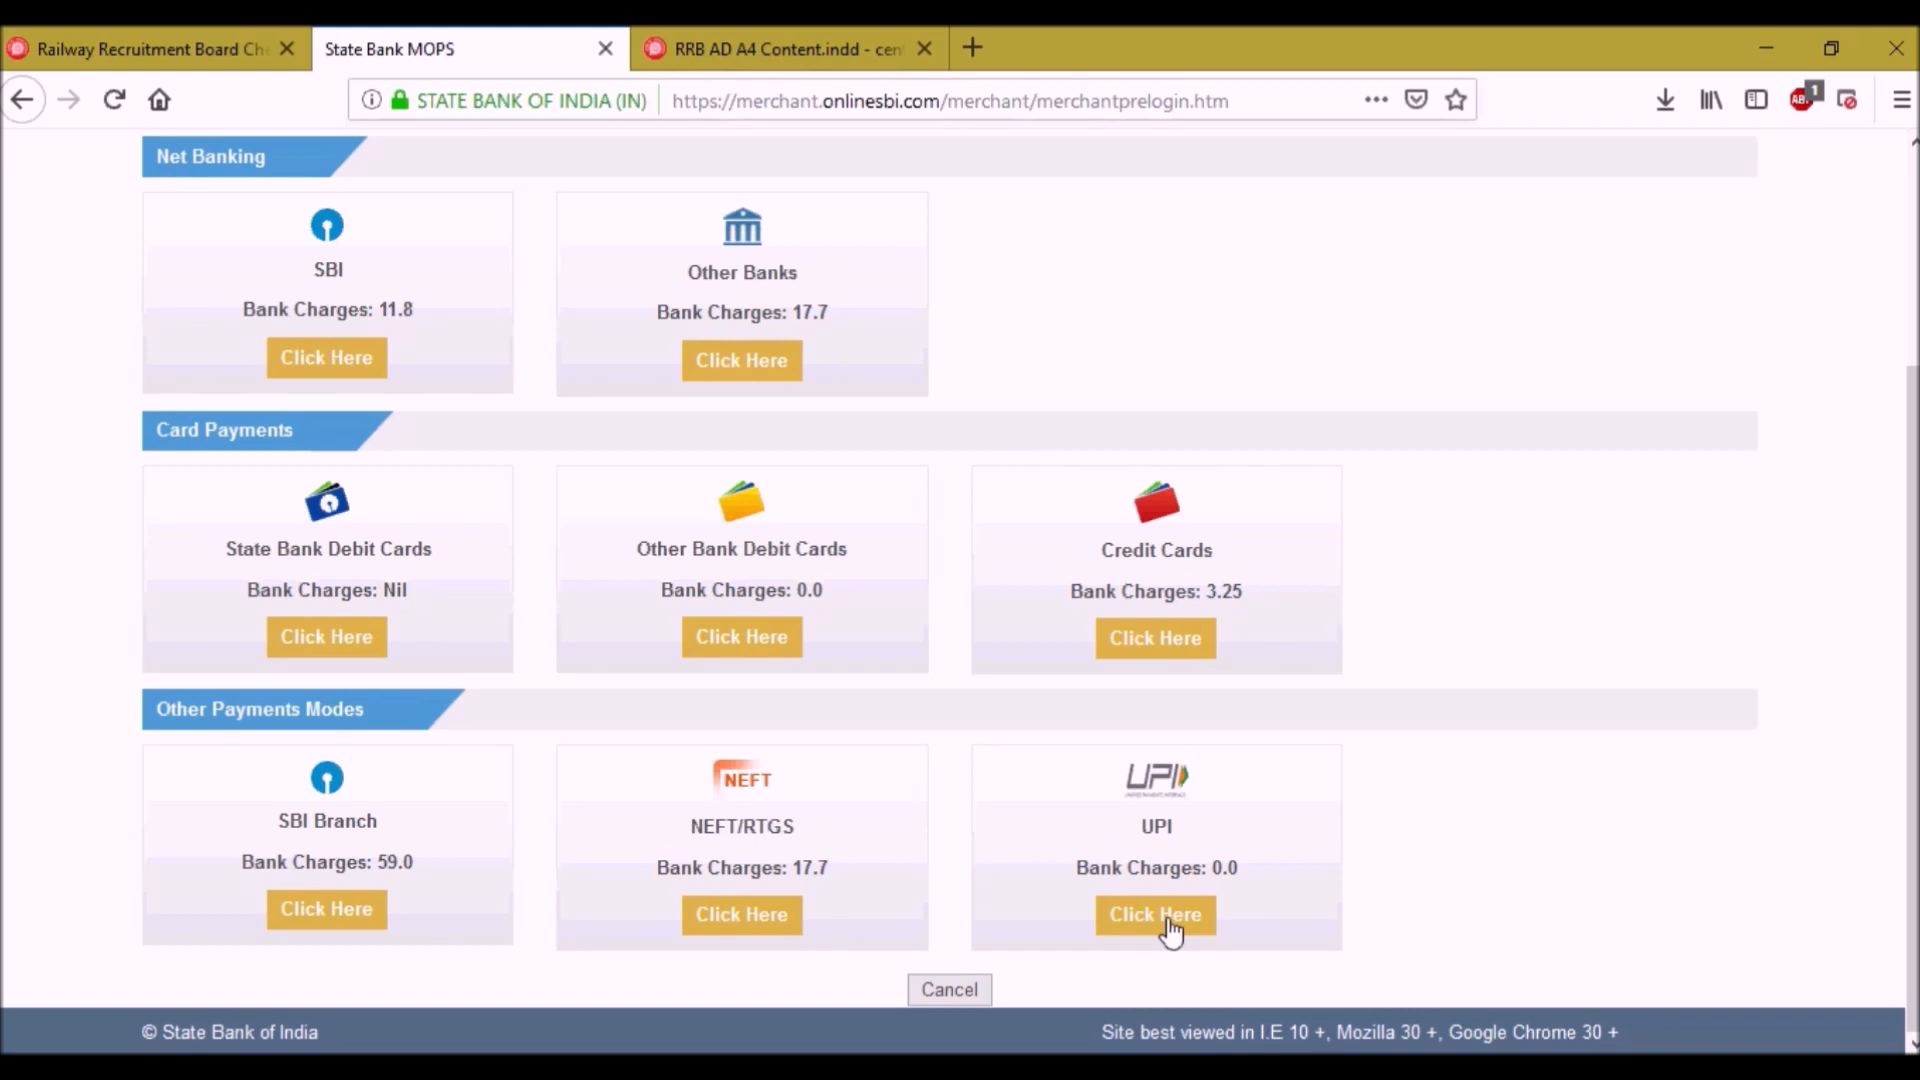 Railway Recruitment Board Che
State Bank MOPS
RRB AD A4 Content.indd - cen
STATE BANK OF INDIA (IN)
https://merchant.onlinesbi.com/merchant/merchantprelogin.htm
1
Net Banking
SBI
Bank Charges: 11.8
Click Here
Other Banks
Bank Charges: 17.7
Click Here
Card Payments
State Bank Debit Cards
Bank Charges: Nil
Click Here
Other Bank Debit Cards
Bank Charges: 0.0
Click Here
Credit Cards
Bank Charges: 3.25
Click Here
Other Payments Modes
SBI Branch
Bank Charges: 59.0
Click Here
NEFT
NEFT/RTGS
Bank Charges: 17.7
Click Here
UPI
UPI
Bank Charges: 0.0
Click Here
Cancel
© State Bank of India
Site best viewed in I.E 10 +, Mozilla 30 +, Google Chrome 30 +